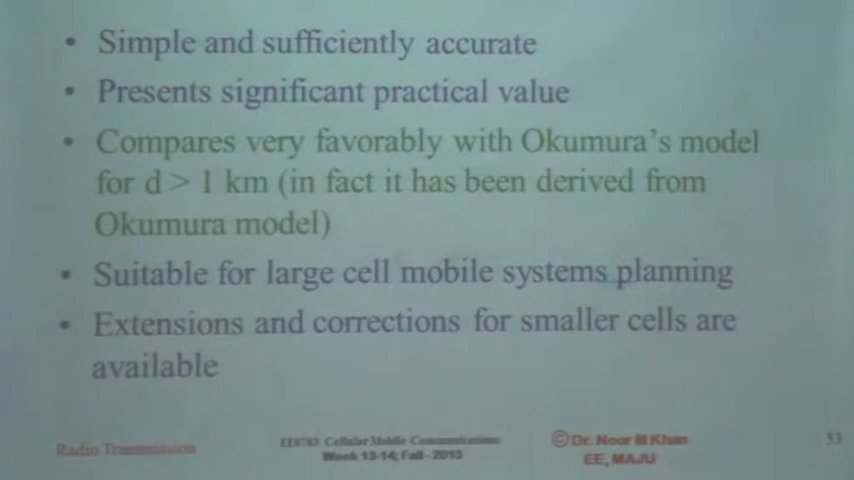 • Simple and sufficiently accurate
• Presents significant practical value
• Compares very favorably with Okumura's model
for d > 1 km (in fact it has been derived from
Okumura model)
• Suitable for large cell mobile systems planning
• Extensions and corrections for smaller cells are
available
Radio Transmission
Cellular Mobile Communications
Week 13-14; Fall-2013
© Dr. Noor M Khan
EE, MAJU
53